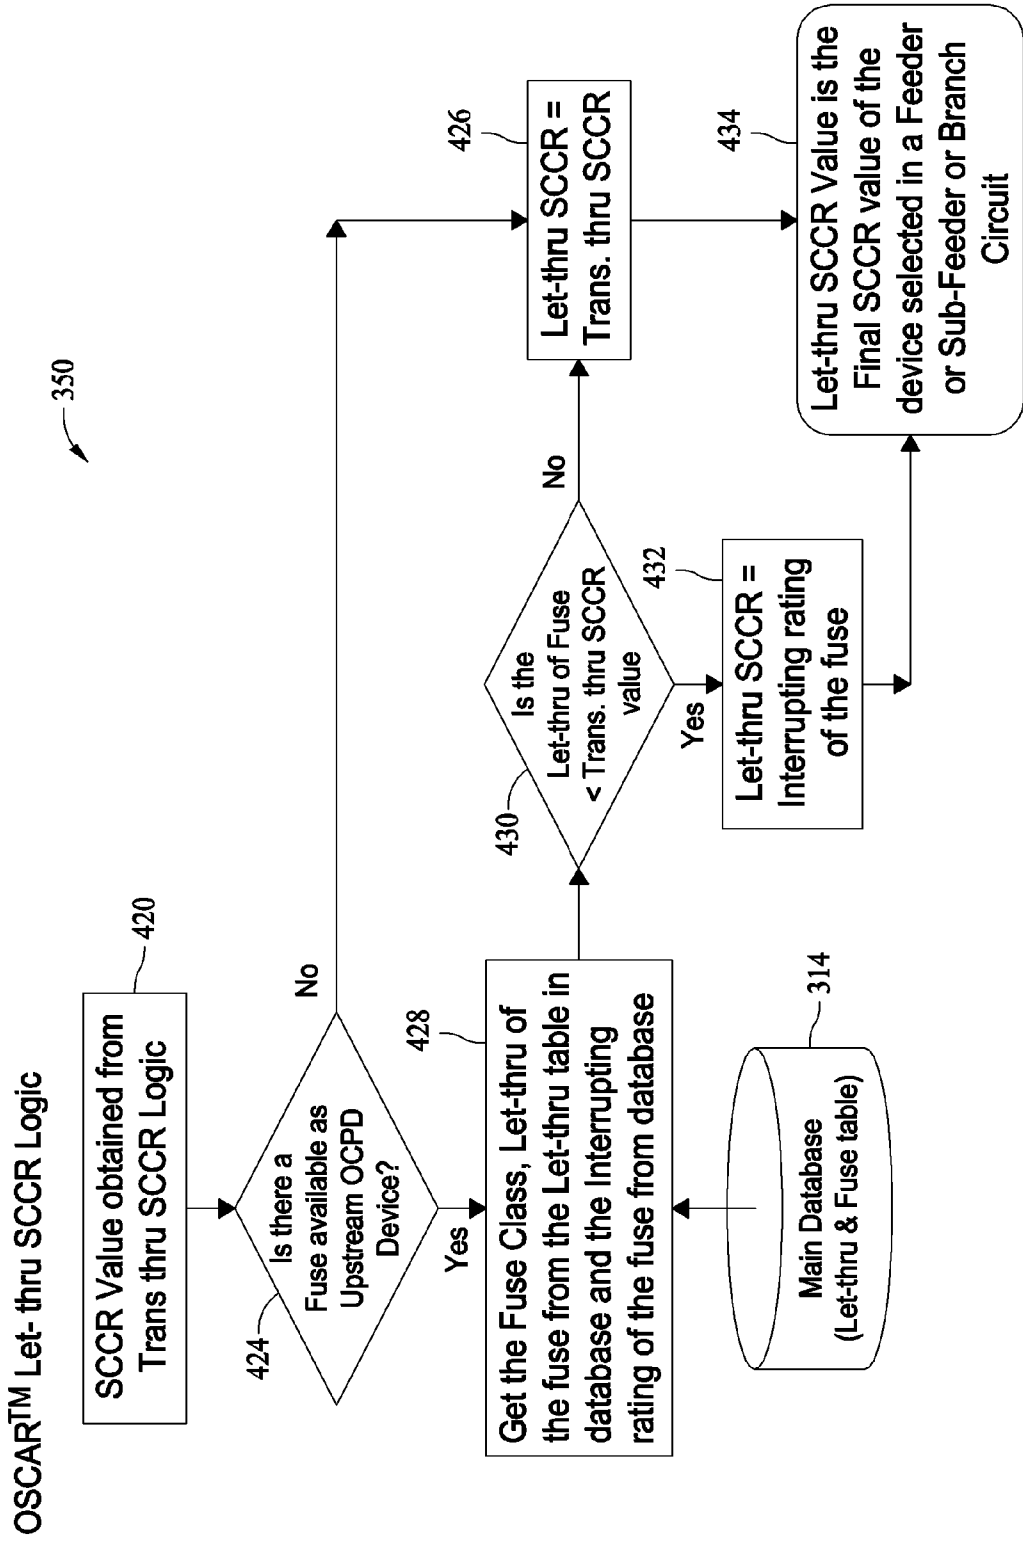 OSCAR™ Let- thru SCCR Logic
350
420
SCCR Value obtained from
Trans thru SCCR Logic
424
Is there a
Fuse available as
Upstream OCPD
Device?
No
Yes
428
Get the Fuse Class, Let-thru of
the fuse from the Let-thru table in
database and the Interrupting
rating of the fuse from database
314
Main Database
(Let-thru & Fuse table)
430
Is the
Let-thru of Fuse
< Trans. thru SCCR
value
No
Yes
426
Let-thru SCCR =
Trans. thru SCCR
432
Let-thru SCCR =
Interrupting rating
of the fuse
434
Let-thru SCCR Value is the
Final SCCR value of the
device selected in a Feeder
or Sub-Feeder or Branch
Circuit